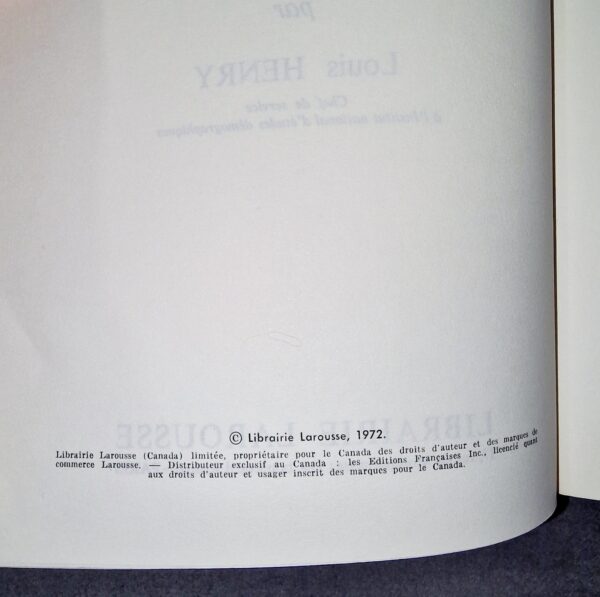 par
Louis HENRY
Chef de service
à l'Institut national d'études démographiques
LIBRAIRIE LAROUSSE
© Librairie Larousse, 1972.
Librairie Larousse (Canada) limitée, propriétaire pour le Canada des droits d'auteur et des marques de
commerce Larousse. — Distributeur exclusif au Canada : les Editions Françaises Inc., licencié quant
aux droits d'auteur et usager inscrit des marques pour le Canada.